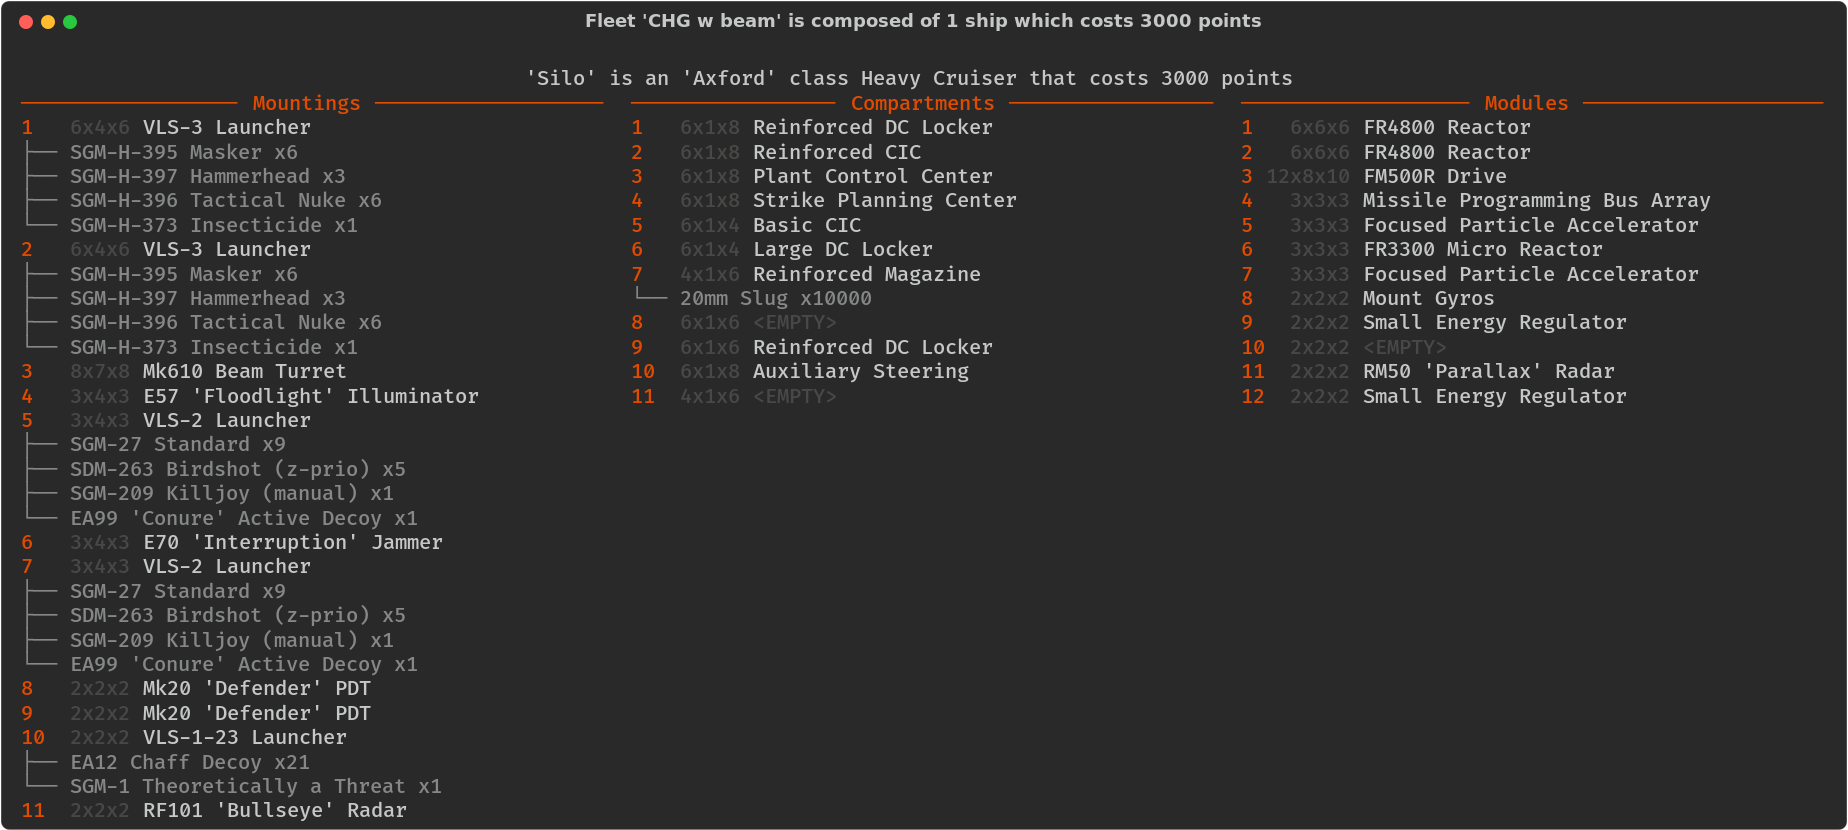 Fleet 'CHG w beam' is composed of 1 ship which costs 3000 points
'Silo' is an 'Axford' class Heavy Cruiser that costs 3000 points
Mountings
1 6x4x6 VLS-3 Launcher
SGM-H-395 Masker x6
SGM-H-397 Hammerhead x3
SGM-H-396 Tactical Nuke x6
SGM-H-373 Insecticide x1
2 6x4x6 VLS-3 Launcher
SGM-H-395 Masker x6
SGM-H-397 Hammerhead x3
SGM-H-396 Tactical Nuke x6
SGM-H-373 Insecticide x1
3 8x7x8 Mk610 Beam Turret
4 3x4x3 E57 'Floodlight' Illuminator
5 3x4x3 VLS-2 Launcher
SGM-27 Standard x9
SDM-263 Birdshot (z-prio) x5
SGM-209 Killjoy (manual) x1
EA99 'Conure' Active Decoy x1
6 3x4x3 E70 'Interruption' Jammer
7 3x4x3 VLS-2 Launcher
SGM-27 Standard x9
SDM-263 Birdshot (z-prio) x5
SGM-209 Killjoy (manual) x1
EA99 'Conure' Active Decoy x1
8 2x2x2 Mk20 'Defender' PDT
9 2x2x2 Mk20 'Defender' PDT
10 2x2x2 VLS-1-23 Launcher
EA12 Chaff Decoy x21
SGM-1 Theoretically a Threat x1
11 2x2x2 RF101 'Bullseye' Radar
Compartments
1 6x1x8 Reinforced DC Locker
2 6x1x8 Reinforced CIC
3 6x1x8 Plant Control Center
4 6x1x8 Strike Planning Center
5 6x1x4 Basic CIC
6 6x1x4 Large DC Locker
7 4x1x6 Reinforced Magazine
20mm Slug x10000
8 6x1x6 <EMPTY>
9 6x1x6 Reinforced DC Locker
10 6x1x8 Auxiliary Steering
11 4x1x6 <EMPTY>
Modules
1 6x6x6 FR4800 Reactor
2 6x6x6 FR4800 Reactor
3 12x8x10 FM500R Drive
4 3x3x3 Missile Programming Bus Array
5 3x3x3 Focused Particle Accelerator
6 3x3x3 FR3300 Micro Reactor
7 3x3x3 Focused Particle Accelerator
8 2x2x2 Mount Gyros
9 2x2x2 Small Energy Regulator
10 2x2x2 <EMPTY>
11 2x2x2 RM50 'Parallax' Radar
12 2x2x2 Small Energy Regulator